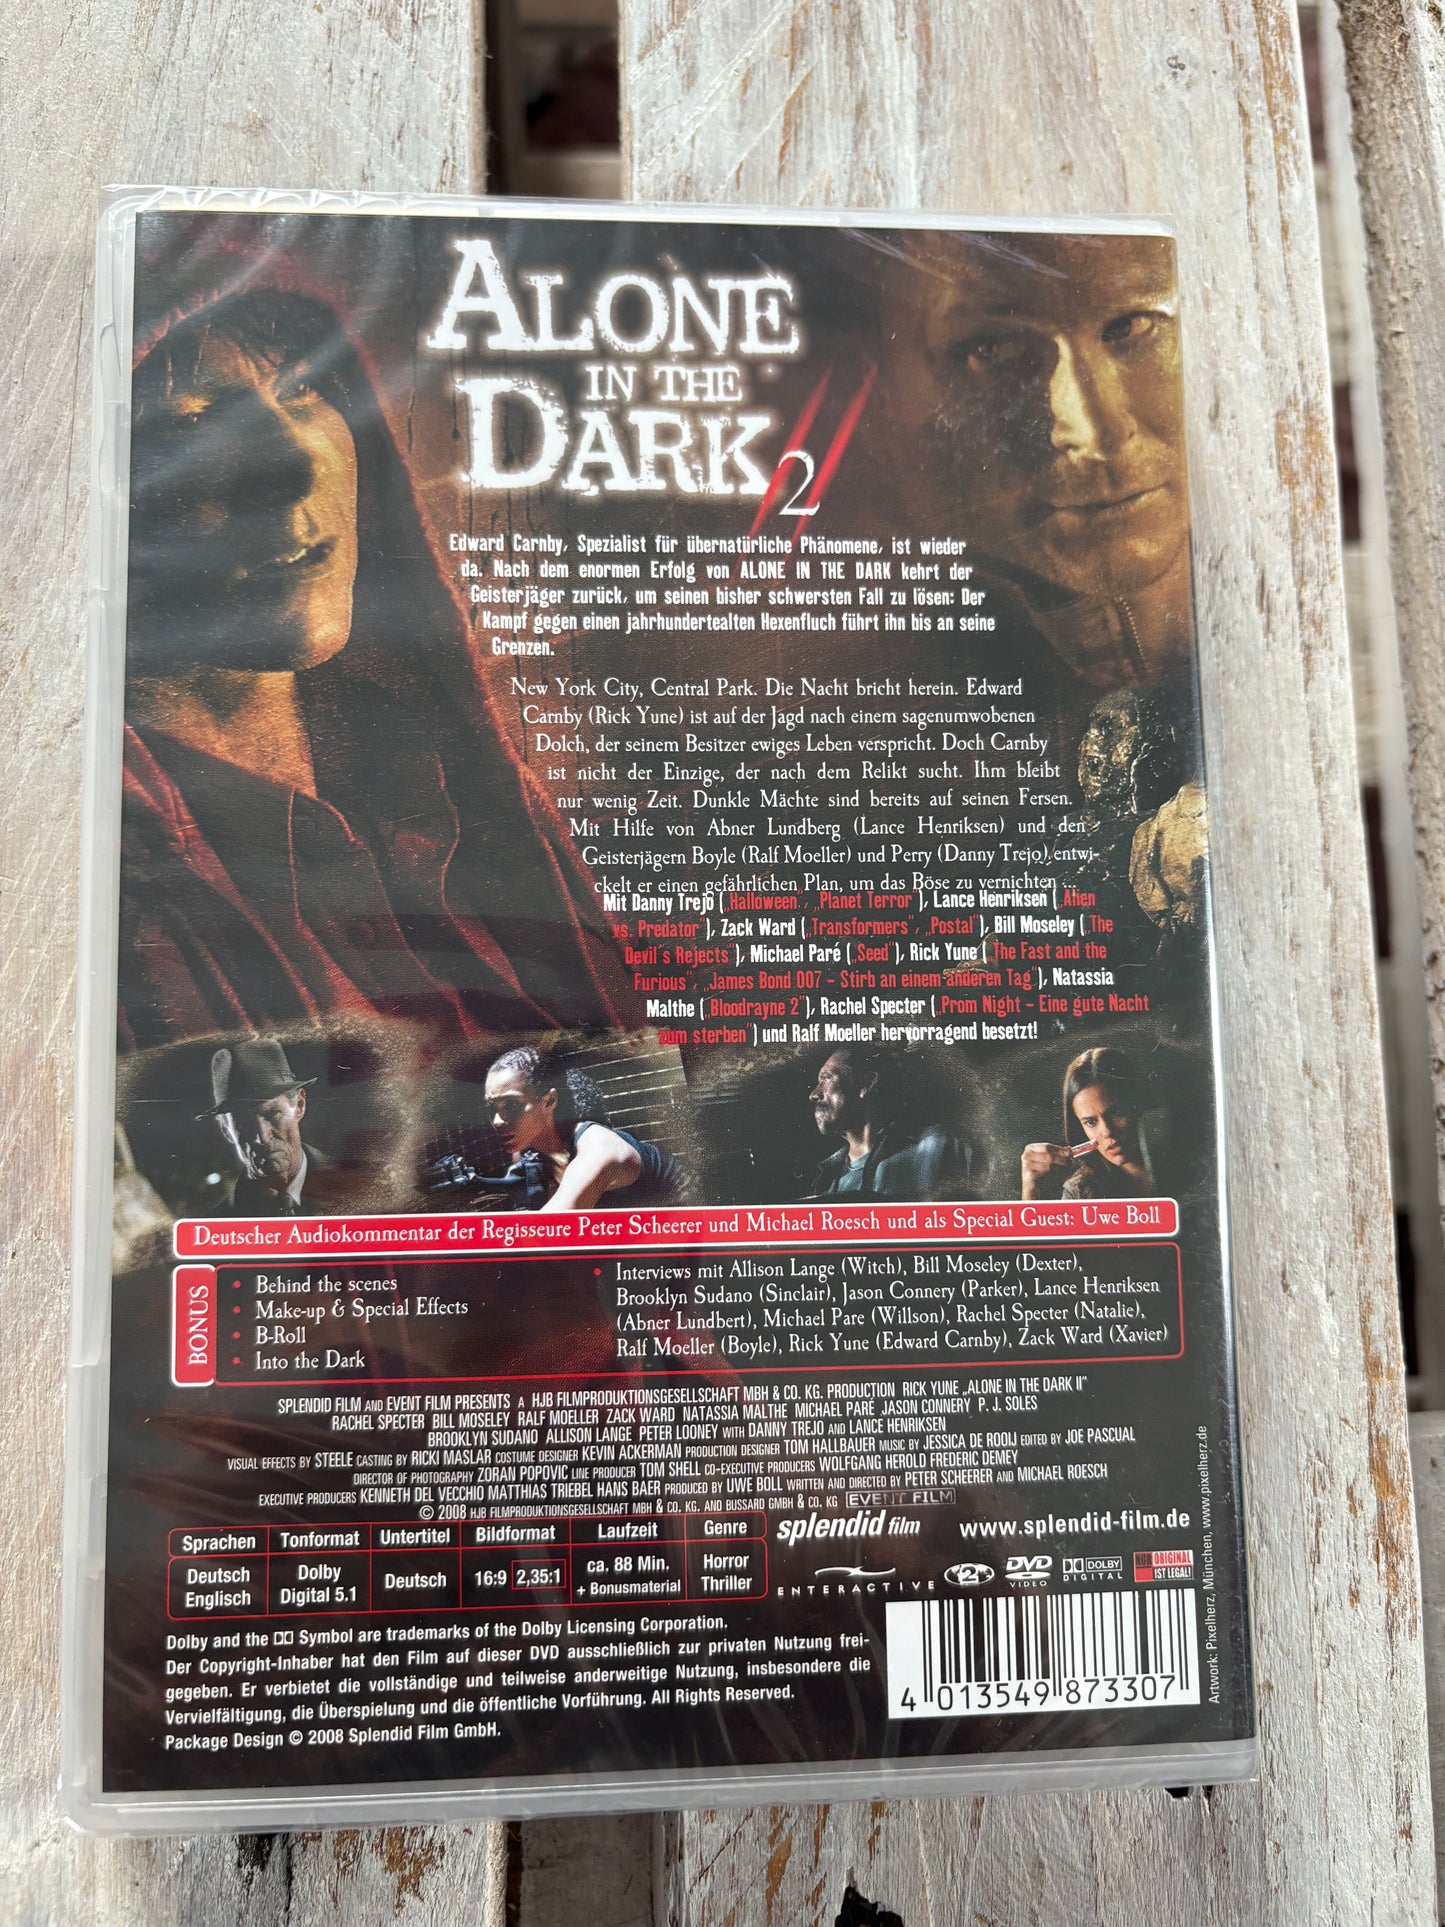 ALONE
IN THE
DARK 2
Edward Carnby, Spezialist für übernatürliche Phänomene, ist wieder
da. Nach dem enormen Erfolg von ALONE IN THE DARK kehrt der
Geisterjäger zurück, um seinen bisher schwersten Fall zu lösen: Der
Kampf gegen einen jahrhundertealten Hexenfluch führt ihn bis an seine
Grenzen.
New York City, Central Park. Die Nacht bricht herein. Edward
Carnby (Rick Yune) ist auf der Jagd nach einem sagenumwobenen
Dolch, der seinem Besitzer ewiges Leben verspricht. Doch Carnby
ist nicht der Einzige, der nach dem Relikt sucht. Ihm bleibt
nur wenig Zeit. Dunkle Mächte sind bereits auf seinen Fersen.
Mit Hilfe von Abner Lundberg (Lance Henriksen) und den
Geisterjägern Boyle (Ralf Moeller) und Perry (Danny Trejo) entwi-
ckelt er einen gefährlichen Plan, um das Böse zu vernichten ...
Mit Danny Trejo („Halloween", „Planet Terror"), Lance Henriksen („Alien
vs. Predator"), Zack Ward („Transformers", „Postal"), Bill Moseley („The
Devil´s Rejects"), Michael Paré („Seed"), Rick Yune („The Fast and the
Furious", „James Bond 007 – Stirb an einem anderen Tag"), Natassia
Malthe („Bloodrayne 2"), Rachel Specter („Prom Night – Eine gute Nacht
zum sterben") und Ralf Moeller hervorragend besetzt!
Deutscher Audiokommentar der Regisseure Peter Scheerer und Michael Roesch und als Special Guest: Uwe Boll
BONUS
• Behind the scenes
• Make-up & Special Effects
• B-Roll
• Into the Dark
• Interviews mit Allison Lange (Witch), Bill Moseley (Dexter),
Brooklyn Sudano (Sinclair), Jason Connery (Parker), Lance Henriksen
(Abner Lundbert), Michael Pare (Willson), Rachel Specter (Natalie),
Ralf Moeller (Boyle), Rick Yune (Edward Carnby), Zack Ward (Xavier)
SPLENDID FILM AND EVENT FILM PRESENTS A HJB FILMPRODUKTIONSGESELLSCHAFT MBH & CO. KG. PRODUCTION RICK YUNE „ALONE IN THE DARK II"
RACHEL SPECTER BILL MOSELEY RALF MOELLER ZACK WARD NATASSIA MALTHE MICHAEL PARÉ JASON CONNERY P. J. SOLES
BROOKLYN SUDANO ALLISON LANGE PETER LOONEY WITH DANNY TREJO AND LANCE HENRIKSEN
VISUAL EFFECTS BY STEELE CASTING BY RICKI MASLAR COSTUME DESIGNER KEVIN ACKERMAN PRODUCTION DESIGNER TOM HALLBAUER MUSIC BY JESSICA DE ROOIJ EDITED BY JOE PASCUAL
DIRECTOR OF PHOTOGRAPHY ZORAN POPOVIC LINE PRODUCER TOM SHELL CO-EXECUTIVE PRODUCERS WOLFGANG HEROLD FREDERIC DEMEY
EXECUTIVE PRODUCERS KENNETH DEL VECCHIO MATTHIAS TRIEBEL HANS BAER PRODUCED BY UWE BOLL WRITTEN AND DIRECTED BY PETER SCHEERER AND MICHAEL ROESCH
© 2008 HJB FILMPRODUKTIONSGESELLSCHAFT MBH & CO. KG. AND BUSSARD GMBH & CO. KG EVENT FILM
Sprachen Tonformat Untertitel Bildformat Laufzeit Genre
Deutsch
Englisch
Dolby
Digital 5.1
Deutsch
16:9 2,35:1
ca. 88 Min.
+ Bonusmaterial
Horror
Thriller
splendid film
www.splendid-film.de
ENTERACTIVE
2
DVD
VIDEO
DOLBY
DIGITAL
NUR ORIGINAL
IST LEGAL!
Dolby and the DD Symbol are trademarks of the Dolby Licensing Corporation.
Der Copyright-Inhaber hat den Film auf dieser DVD ausschließlich zur privaten Nutzung frei-
gegeben. Er verbietet die vollständige und teilweise anderweitige Nutzung, insbesondere die
Vervielfältigung, die Überspielung und die öffentliche Vorführung. All Rights Reserved.
Package Design © 2008 Splendid Film GmbH.
4 013549 873307
Artwork: Pixelherz, München, www.pixelherz.de